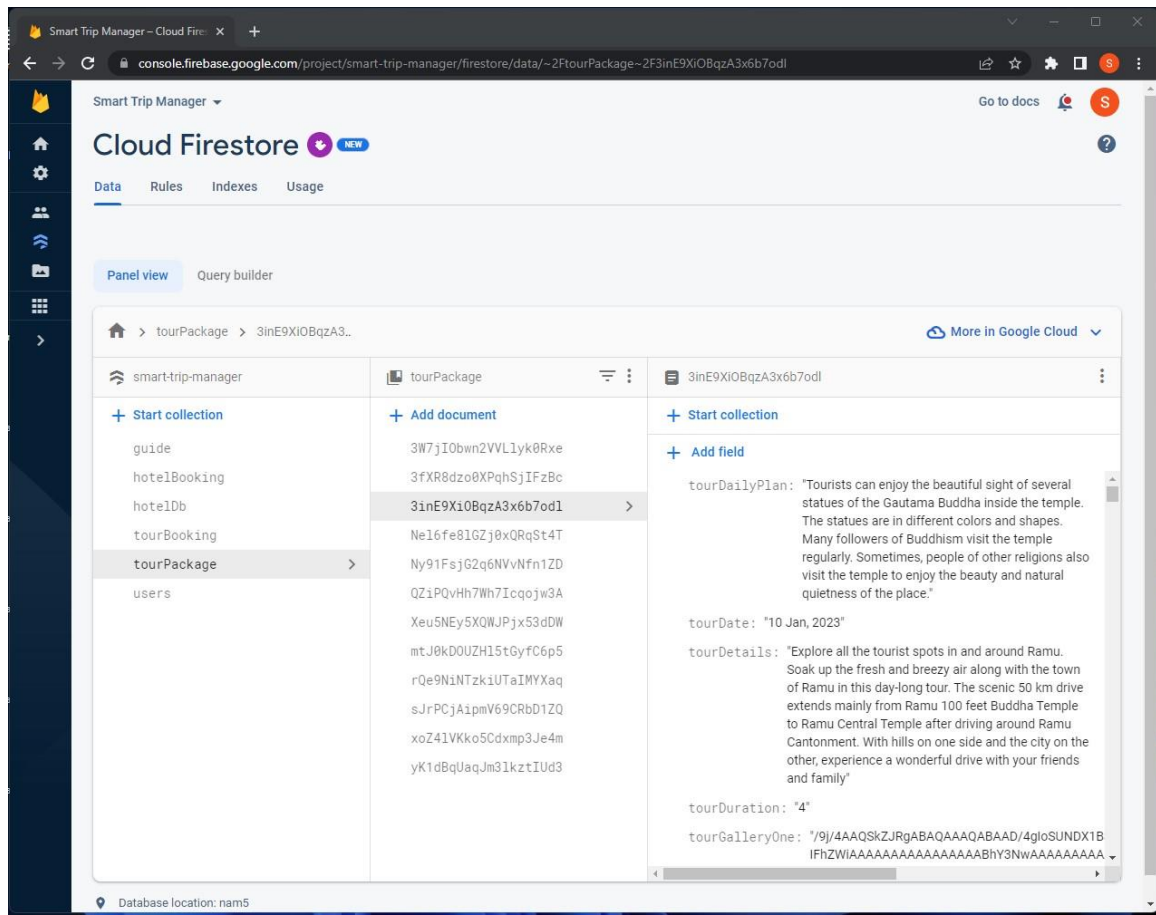 Smart Trip Manager – Cloud Fire
console.firebase.google.com/project/smart-trip-manager/firestore/data/~2FtourPackage~2F3inE9XiOBqzA3x6b7odl
S
Smart Trip Manager
Go to docs
S
Cloud Firestore
NEW
Data Rules Indexes Usage
Panel view Query builder
tourPackage > 3inE9XiOBqzA3…
More in Google Cloud
smart-trip-manager
+ Start collection
guide
hotelBooking
hotelDb
tourBooking
tourPackage
users
tourPackage
+ Add document
3W7jIObwn2VVLlyk0Rxe
3fXR8dzo0XPqhSjIFzBc
3inE9XiOBqzA3x6b7odl
Nel6fe8lGZj0xQRqSt4T
Ny91FsjG2q6NVvNfn1ZD
QZiPQvHh7Wh7Icqojw3A
Xeu5NEy5XQWJPjx53dDW
mtJ0kDOUZHl5tGyfC6p5
rQe9NiNTzkiUTaIMYXaq
sJrPCjAipmV69CRbD1ZQ
xoZ4lVKko5Cdxmp3Je4m
yK1dBqUaqJm3lkztIUd3
3inE9XiOBqzA3x6b7odl
+ Start collection
+ Add field
tourDailyPlan: "Tourists can enjoy the beautiful sight of several
statues of the Gautama Buddha inside the temple.
The statues are in different colors and shapes.
Many followers of Buddhism visit the temple
regularly. Sometimes, people of other religions also
visit the temple to enjoy the beauty and natural
quietness of the place."
tourDate: "10 Jan, 2023"
tourDetails: "Explore all the tourist spots in and around Ramu.
Soak up the fresh and breezy air along with the town
of Ramu in this day-long tour. The scenic 50 km drive
extends mainly from Ramu 100 feet Buddha Temple
to Ramu Central Temple after driving around Ramu
Cantonment. With hills on one side and the city on the
other, experience a wonderful drive with your friends
and family"
tourDuration: "4"
tourGalleryOne: "/9j/4AAQSkZJRgABAQAAAQABAAD/4gIoSUNDX1B
IFhZWiAAAAAAAAAAAAAAAABhY3NwAAAAAAAAA
Database location: nam5